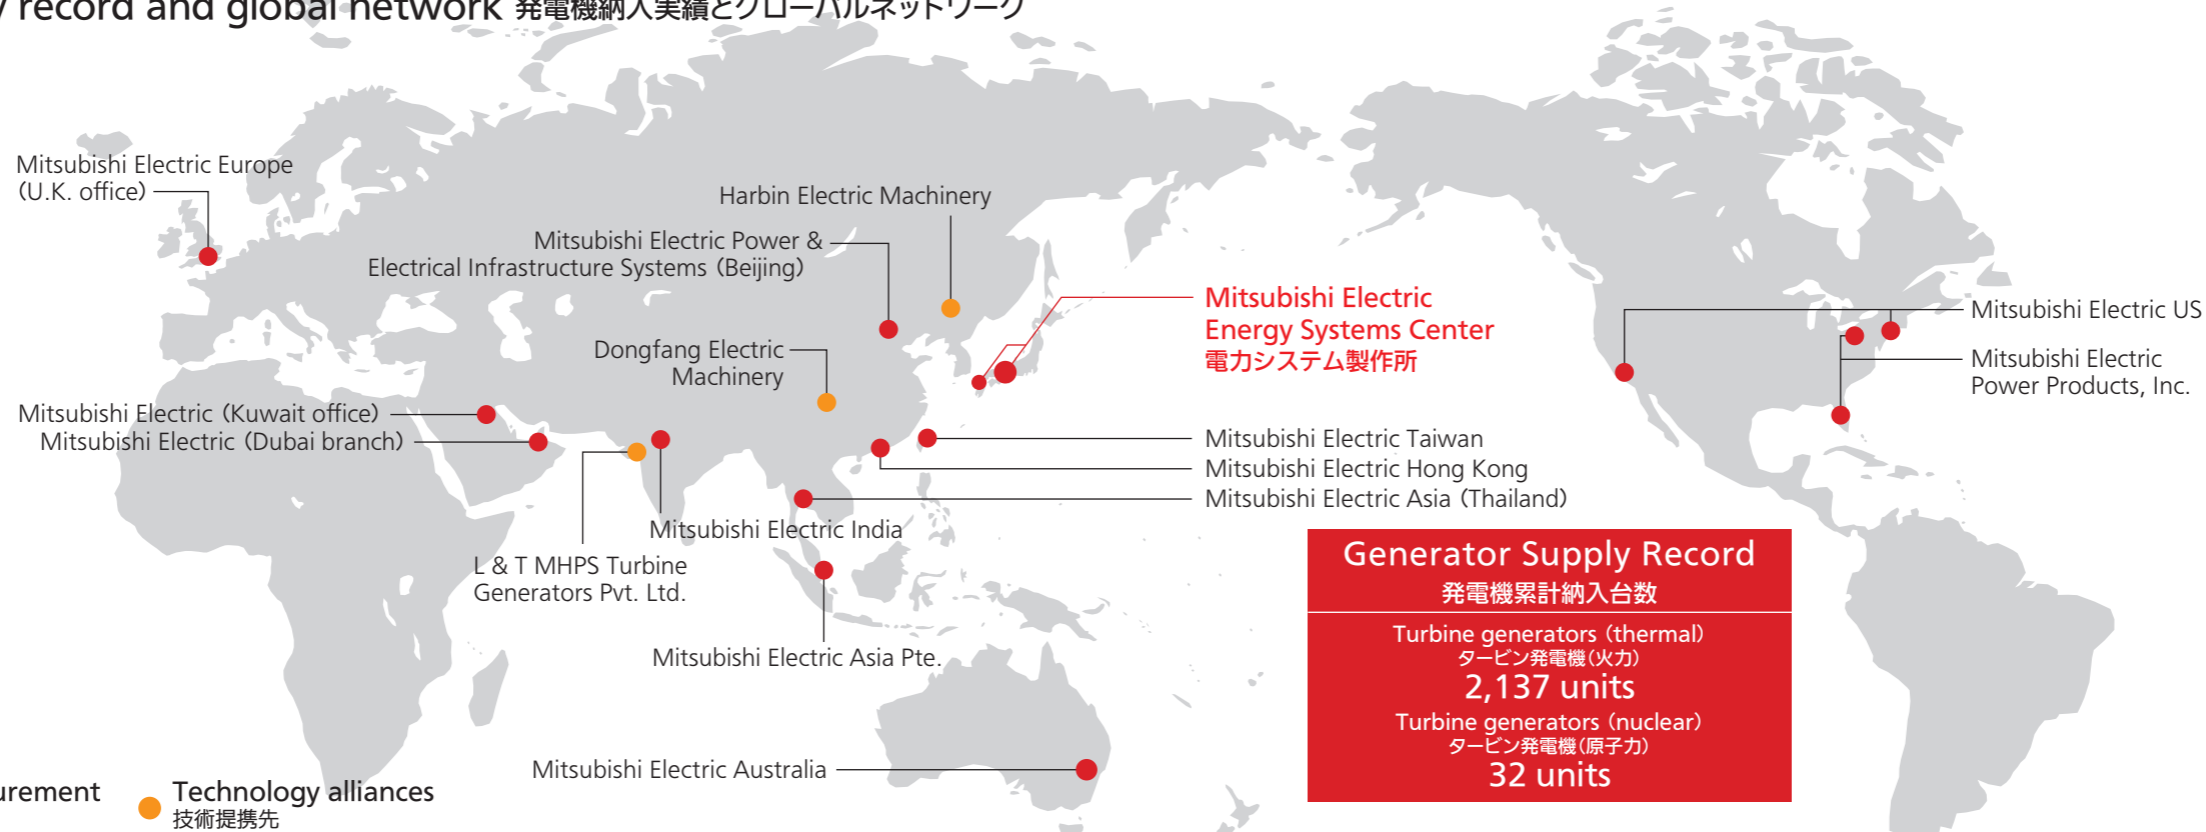 record and global network 発電機納入実績とグローバルネットワーク
Mitsubishi Electric Europe
(U.K. office)
Harbin Electric Machinery
Mitsubishi Electric Power &
Electrical Infrastructure Systems (Beijing)
Mitsubishi Electric
Energy Systems Center
電力システム製作所
Mitsubishi Electric US
Mitsubishi Electric
Power Products, Inc.
Dongfang Electric
Machinery
Mitsubishi Electric (Kuwait office)
Mitsubishi Electric (Dubai branch)
Mitsubishi Electric Taiwan
Mitsubishi Electric Hong Kong
Mitsubishi Electric Asia (Thailand)
Mitsubishi Electric India
L & T MHPS Turbine
Generators Pvt. Ltd.
Mitsubishi Electric Asia Pte.
Generator Supply Record
発電機累計納入台数
Turbine generators (thermal)
タービン発電機(火力)
2,137 units
Turbine generators (nuclear)
タービン発電機(原子力)
32 units
Mitsubishi Electric Australia
urement
Technology alliances
技術提携先